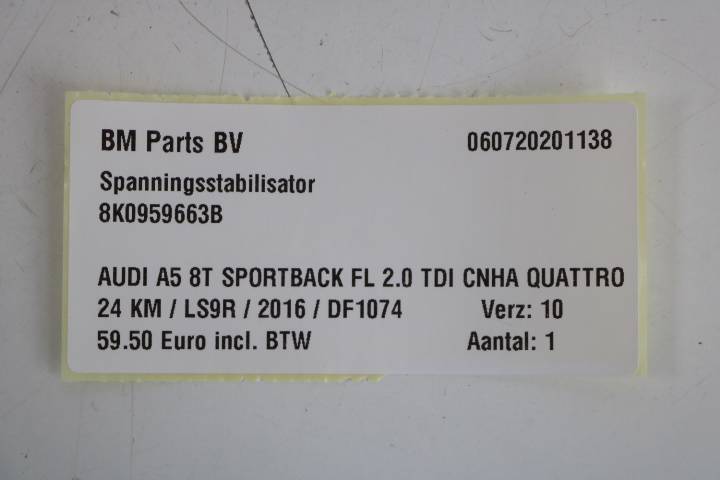 BM Parts BV 060720201138
Spanningsstabilisator
8K0959663B
AUDI A5 8T SPORTBACK FL 2.0 TDI CNHA QUATTRO
24 KM / LS9R / 2016 / DF1074 Verz: 10
59.50 Euro incl. BTW Aantal: 1